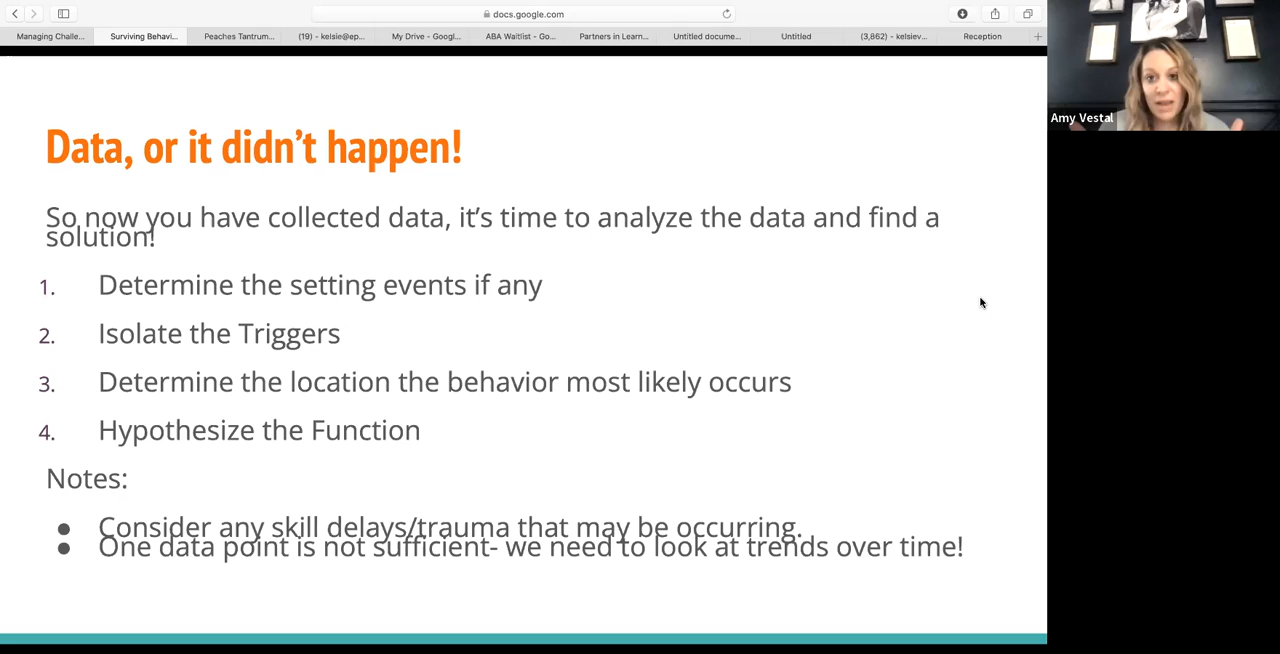 docs.google.com
Managing Challe...
Surviving Behavi...
Peaches Tantrum...
(19) - kelsie@ep...
My Drive - Googl...
ABA Waitlist - Go...
Partners in Learn...
Untitled docume...
Untitled
(3,862) - kelsiev...
Reception
Amy Vestal
Data, or it didn’t happen!
So now you have collected data, it’s time to analyze the data and find a
solution!
1. Determine the setting events if any
2. Isolate the Triggers
3. Determine the location the behavior most likely occurs
4. Hypothesize the Function
Notes:
● Consider any skill delays/trauma that may be occurring.
● One data point is not sufficient- we need to look at trends over time!